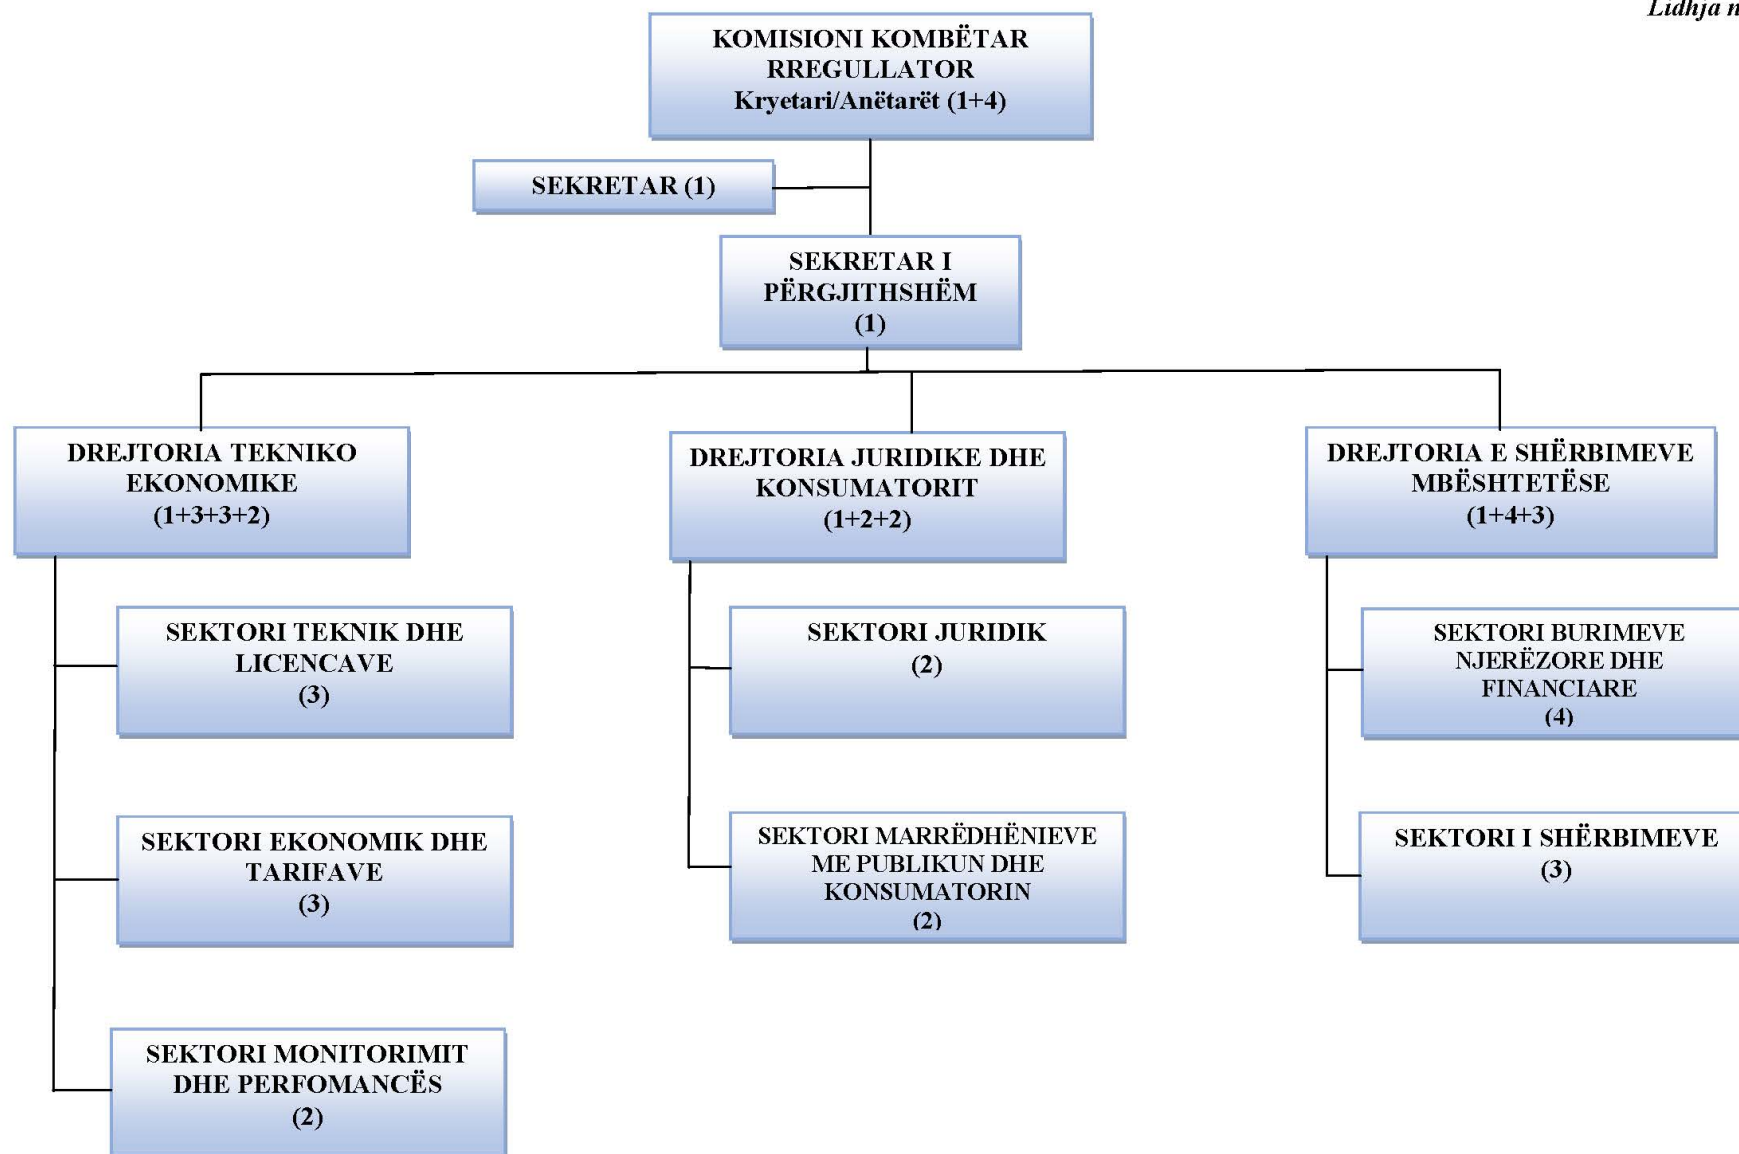 Lidhja n
KOMISIONI KOMBËTAR
RREGULLATOR
Kryetari/Anëtarët (1+4)
SEKRETAR (1)
SEKRETAR I
PËRGJITHSHËM
(1)
DREJTORIA TEKNIKO
EKONOMIKE
(1+3+3+2)
SEKTORI TEKNIK DHE
LICENCAVE
(3)
SEKTORI EKONOMIK DHE
TARIFAVE
(3)
SEKTORI MONITORIMIT
DHE PERFOMANCËS
(2)
DREJTORIA JURIDIKE DHE
KONSUMATORIT
(1+2+2)
SEKTORI JURIDIK
(2)
SEKTORI MARRËDHËNIEVE
ME PUBLIKUN DHE
KONSUMATORIN
(2)
DREJTORIA E SHËRBIMEVE
MBËSHTETËSE
(1+4+3)
SEKTORI BURIMEVE
NJERËZORE DHE
FINANCIARE
(4)
SEKTORI I SHËRBIMEVE
(3)